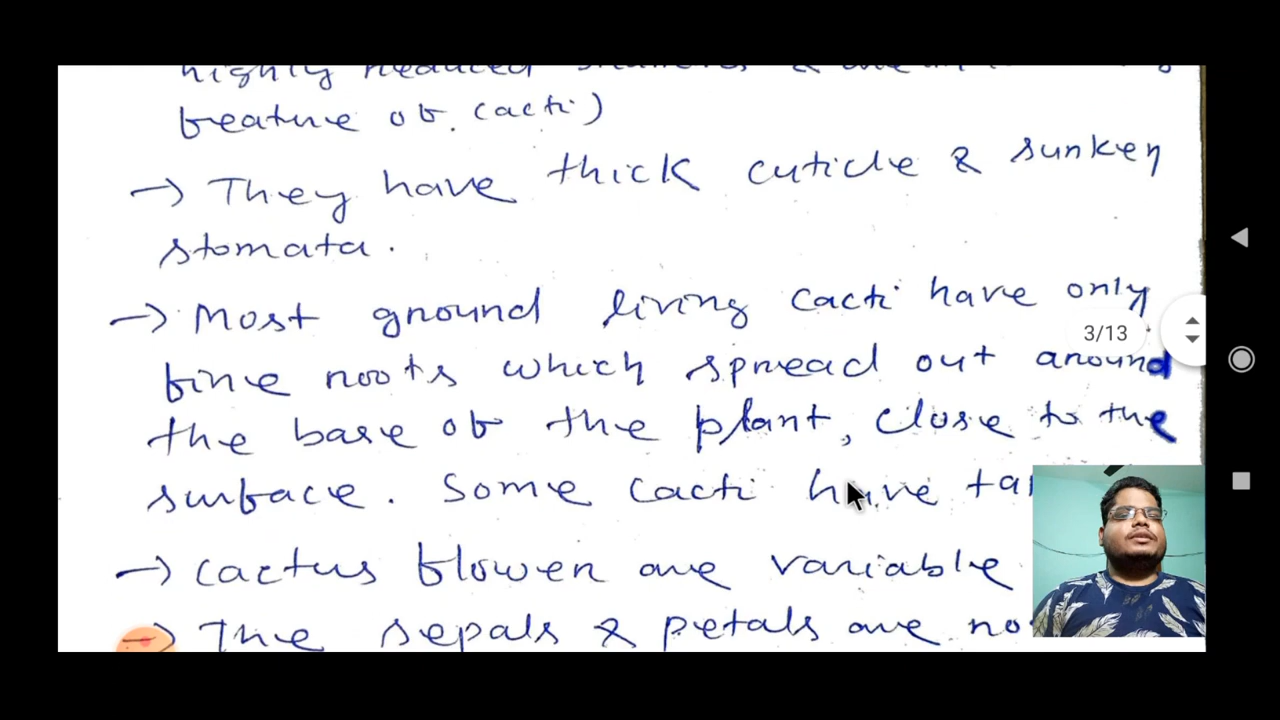 highly reduced
feature of cacti)
→ They have thick cuticle & sunken
stomata.
→ Most ground living cacti have only
3/13
fine roots which spread out around
the base of the plant, close to the
surface. Some cacti have
→ Cactus flower are variable
→ The sepals & petals are